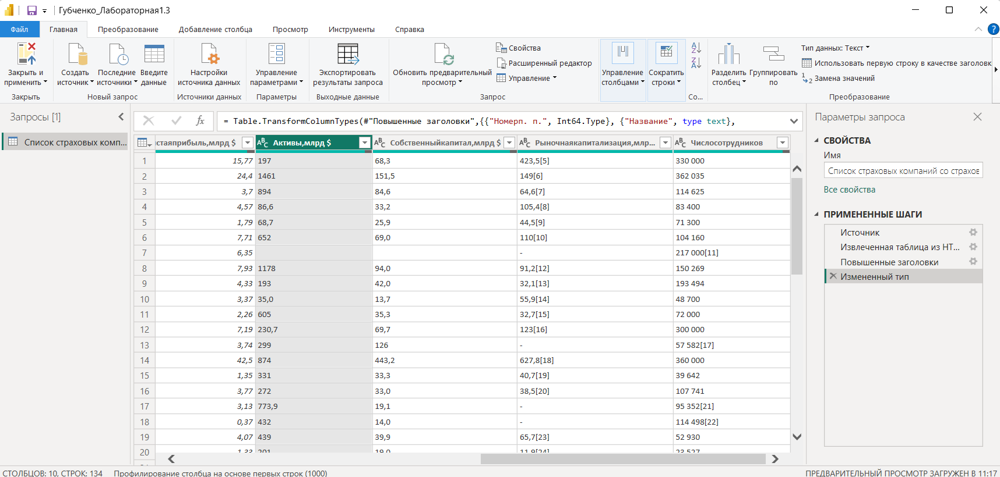 Губченко_Лабораторная1.3
Файл Главная Преобразование Добавление столбца Просмотр Инструменты Справка
Закрыть и применить
Закрыть
Создать источник
Последние источники
Введите данные
Новый запрос
Настройки источника данных
Источники данных
Управление параметрами
Параметры
Экспортировать результаты запроса
Выходные данные
Обновить предварительный просмотр
Свойства
Расширенный редактор
Управление
Запрос
Управление столбцами
Сократить строки
Со...
Разделить столбец
Группировать по
Тип данных: Текст
Использовать первую строку в качестве заголовк
Замена значений
Преобразование
Запросы [1]
Список страховых комп...
= Table.TransformColumnTypes(#"Повышенные заголовки",{{"Номерп. п.", Int64.Type}, {"Название", type text},
стаяприбыль,млрд $ Активы,млрд $ Собственныйкапитал,млрд $ Рыночнаякапитализация,млр... Числосотрудников
1 15,77 197 68,3 423,5[5] 330 000
2 24,4 1461 151,5 149[6] 362 035
3 3,7 894 84,6 64,6[7] 114 625
4 4,57 86,6 33,2 105,4[8] 83 400
5 1,79 68,7 25,9 44,5[9] 71 300
6 7,71 652 69,0 110[10] 104 160
7 6,35 - 217 000[11]
8 7,93 1178 94,0 91,2[12] 150 269
9 4,33 193 42,0 32,1[13] 193 494
10 3,37 35,0 13,7 55,9[14] 48 700
11 2,26 605 35,3 32,7[15] 72 000
12 7,19 230,7 69,7 123[16] 300 000
13 3,74 299 126 - 57 582[17]
14 42,5 874 443,2 627,8[18] 360 000
15 1,35 331 33,3 40,7[19] 39 642
16 3,77 272 33,0 38,5[20] 107 741
17 3,13 773,9 19,1 - 95 352[21]
18 0,37 432 14,0 - 114 498[22]
19 4,07 439 39,9 65,7[23] 52 930
20 1,33 201 19,0 11,9[24] 23 527
Параметры запроса
СВОЙСТВА
Имя
Список страховых компаний со страхов
Все свойства
ПРИМЕНЕННЫЕ ШАГИ
Источник
Извлеченная таблица из HT...
Повышенные заголовки
Измененный тип
СТОЛБЦОВ: 10, СТРОК: 134 Профилирование столбца на основе первых строк (1000)
ПРЕДВАРИТЕЛЬНЫЙ ПРОСМОТР ЗАГРУЖЕН В 11:17